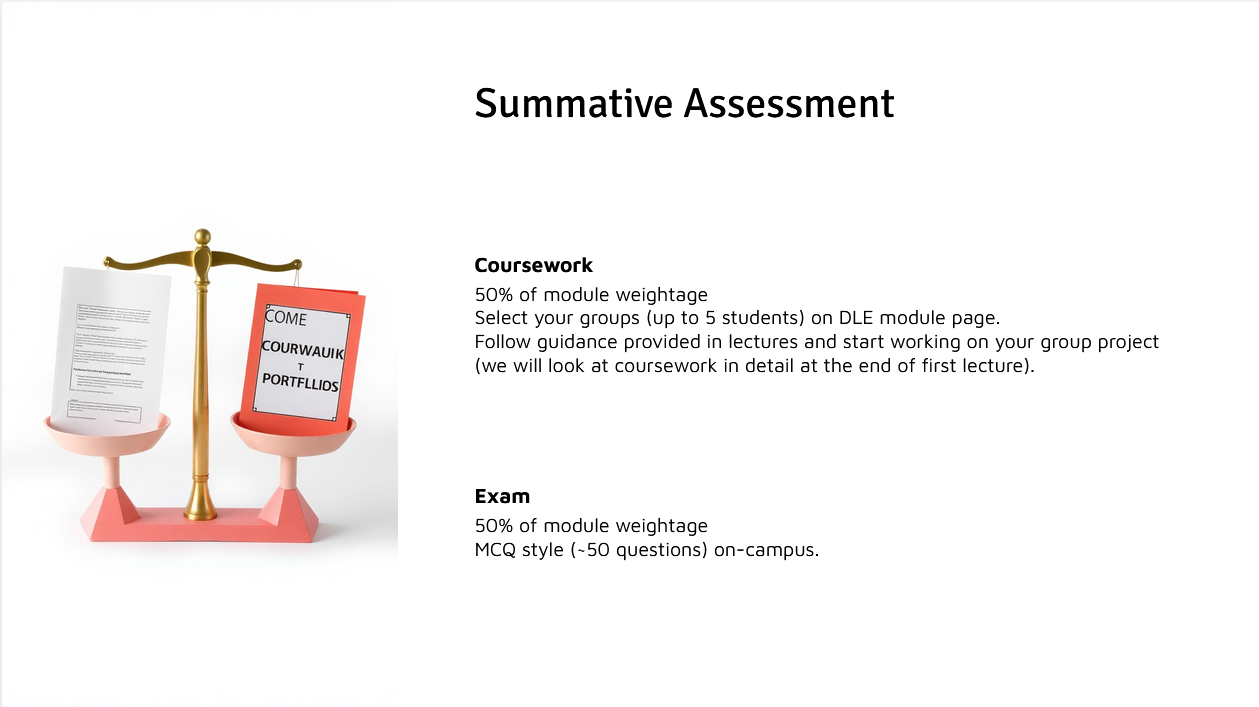 Summative Assessment
COME
COURWAUIK
T
PORTFLLIDS
Coursework
50% of module weightage
Select your groups (up to 5 students) on DLE module page.
Follow guidance provided in lectures and start working on your group project
(we will look at coursework in detail at the end of first lecture).
Exam
50% of module weightage
MCQ style (~50 questions) on-campus.